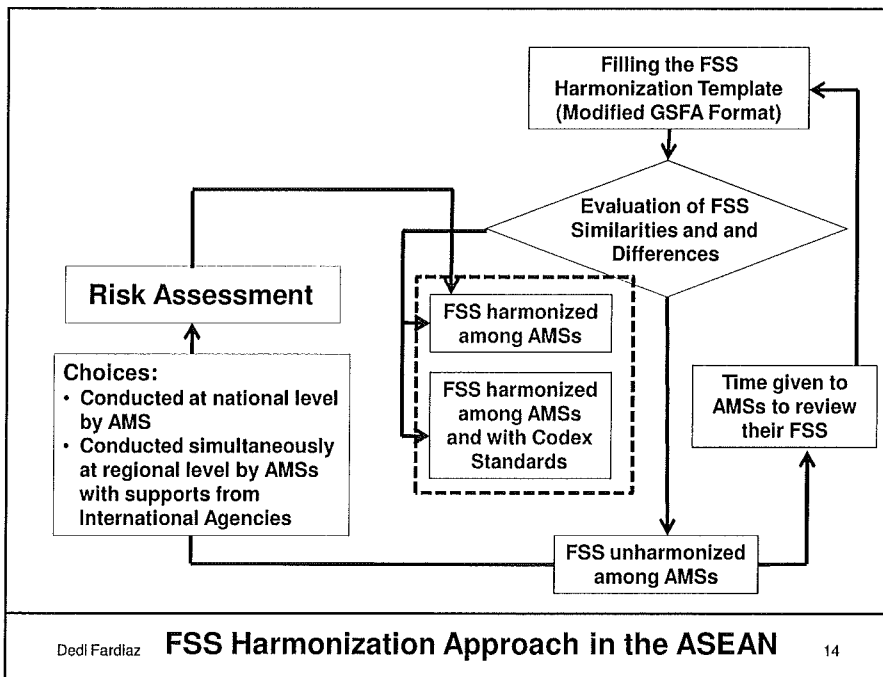 Filling the FSS
Harmonization Template
(Modified GSFA Format)
Evaluation of FSS
Similarities and and
Differences
Risk Assessment
FSS harmonized
among AMSs
Choices:
• Conducted at national level
by AMS
• Conducted simultaneously
at regional level by AMSs
with supports from
International Agencies
FSS harmonized
among AMSs
and with Codex
Standards
Time given to
AMSs to review
their FSS
FSS unharmonized
among AMSs
Dedi Fardiaz FSS Harmonization Approach in the ASEAN 14